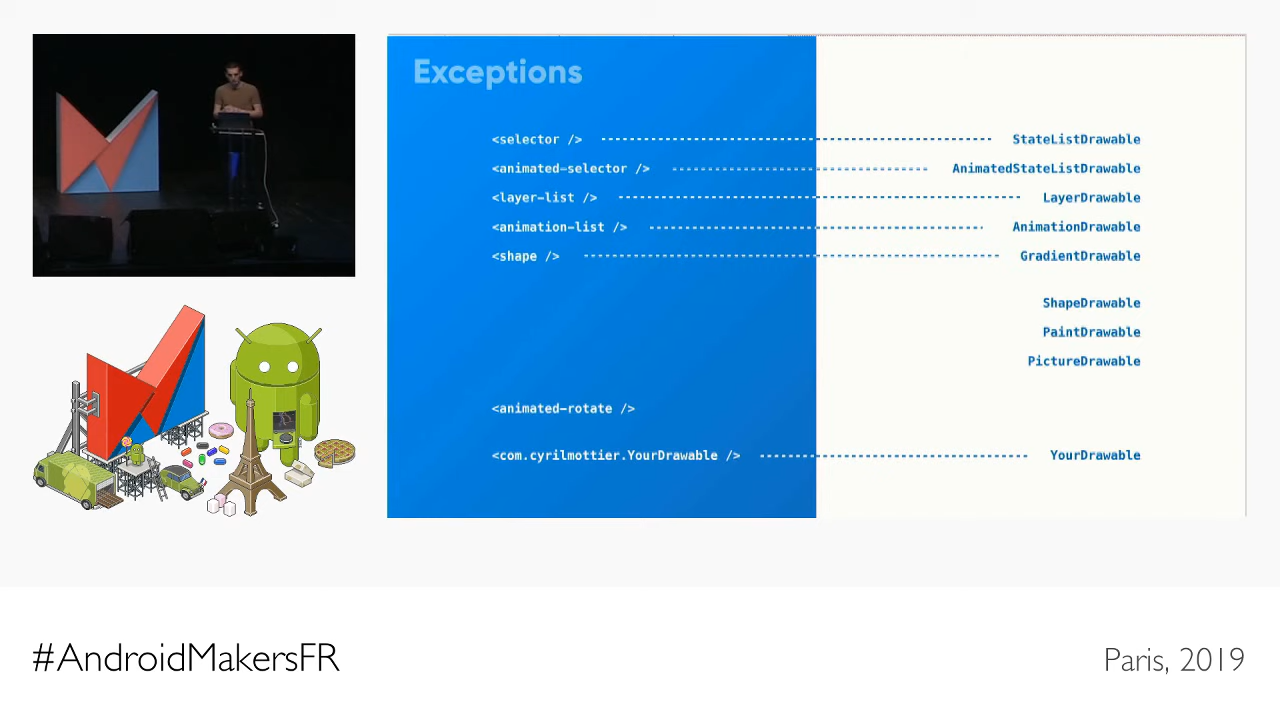 Exceptions
<selector /> StateListDrawable
<animated-selector /> AnimatedStateListDrawable
<layer-list /> LayerDrawable
<animation-list /> AnimationDrawable
<shape /> GradientDrawable
ShapeDrawable
PaintDrawable
PictureDrawable
<animated-rotate />
<com.cyrilmottier.YourDrawable /> YourDrawable
#AndroidMakersFR
Paris, 2019